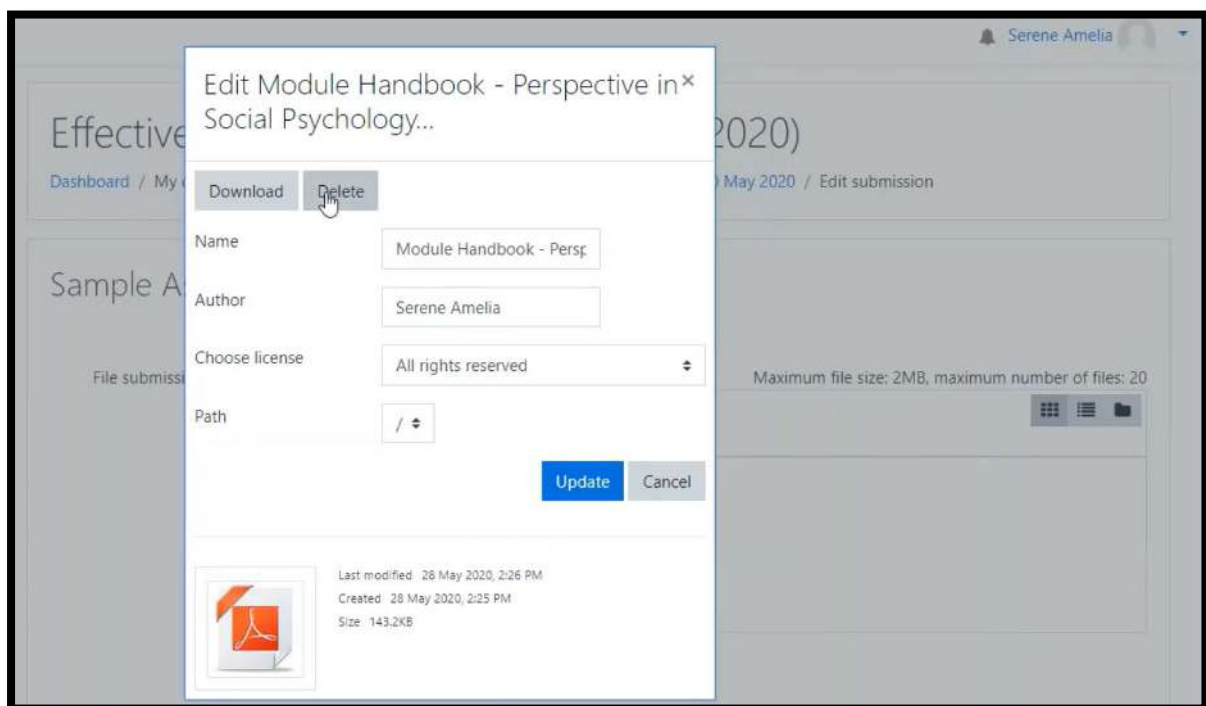 Serene Amelia
Edit Module Handbook - Perspective in ×
Social Psychology...
Effective 2020)
Dashboard / My May 2020 / Edit submission
Download Delete
Name Module Handbook - Persp
Sample A
Author Serene Amelia
Choose license All rights reserved
File submissi Maximum file size: 2MB, maximum number of files: 20
Path /
Update Cancel
Last modified 28 May 2020, 2:26 PM
Created 28 May 2020, 2:25 PM
Size 143.2KB